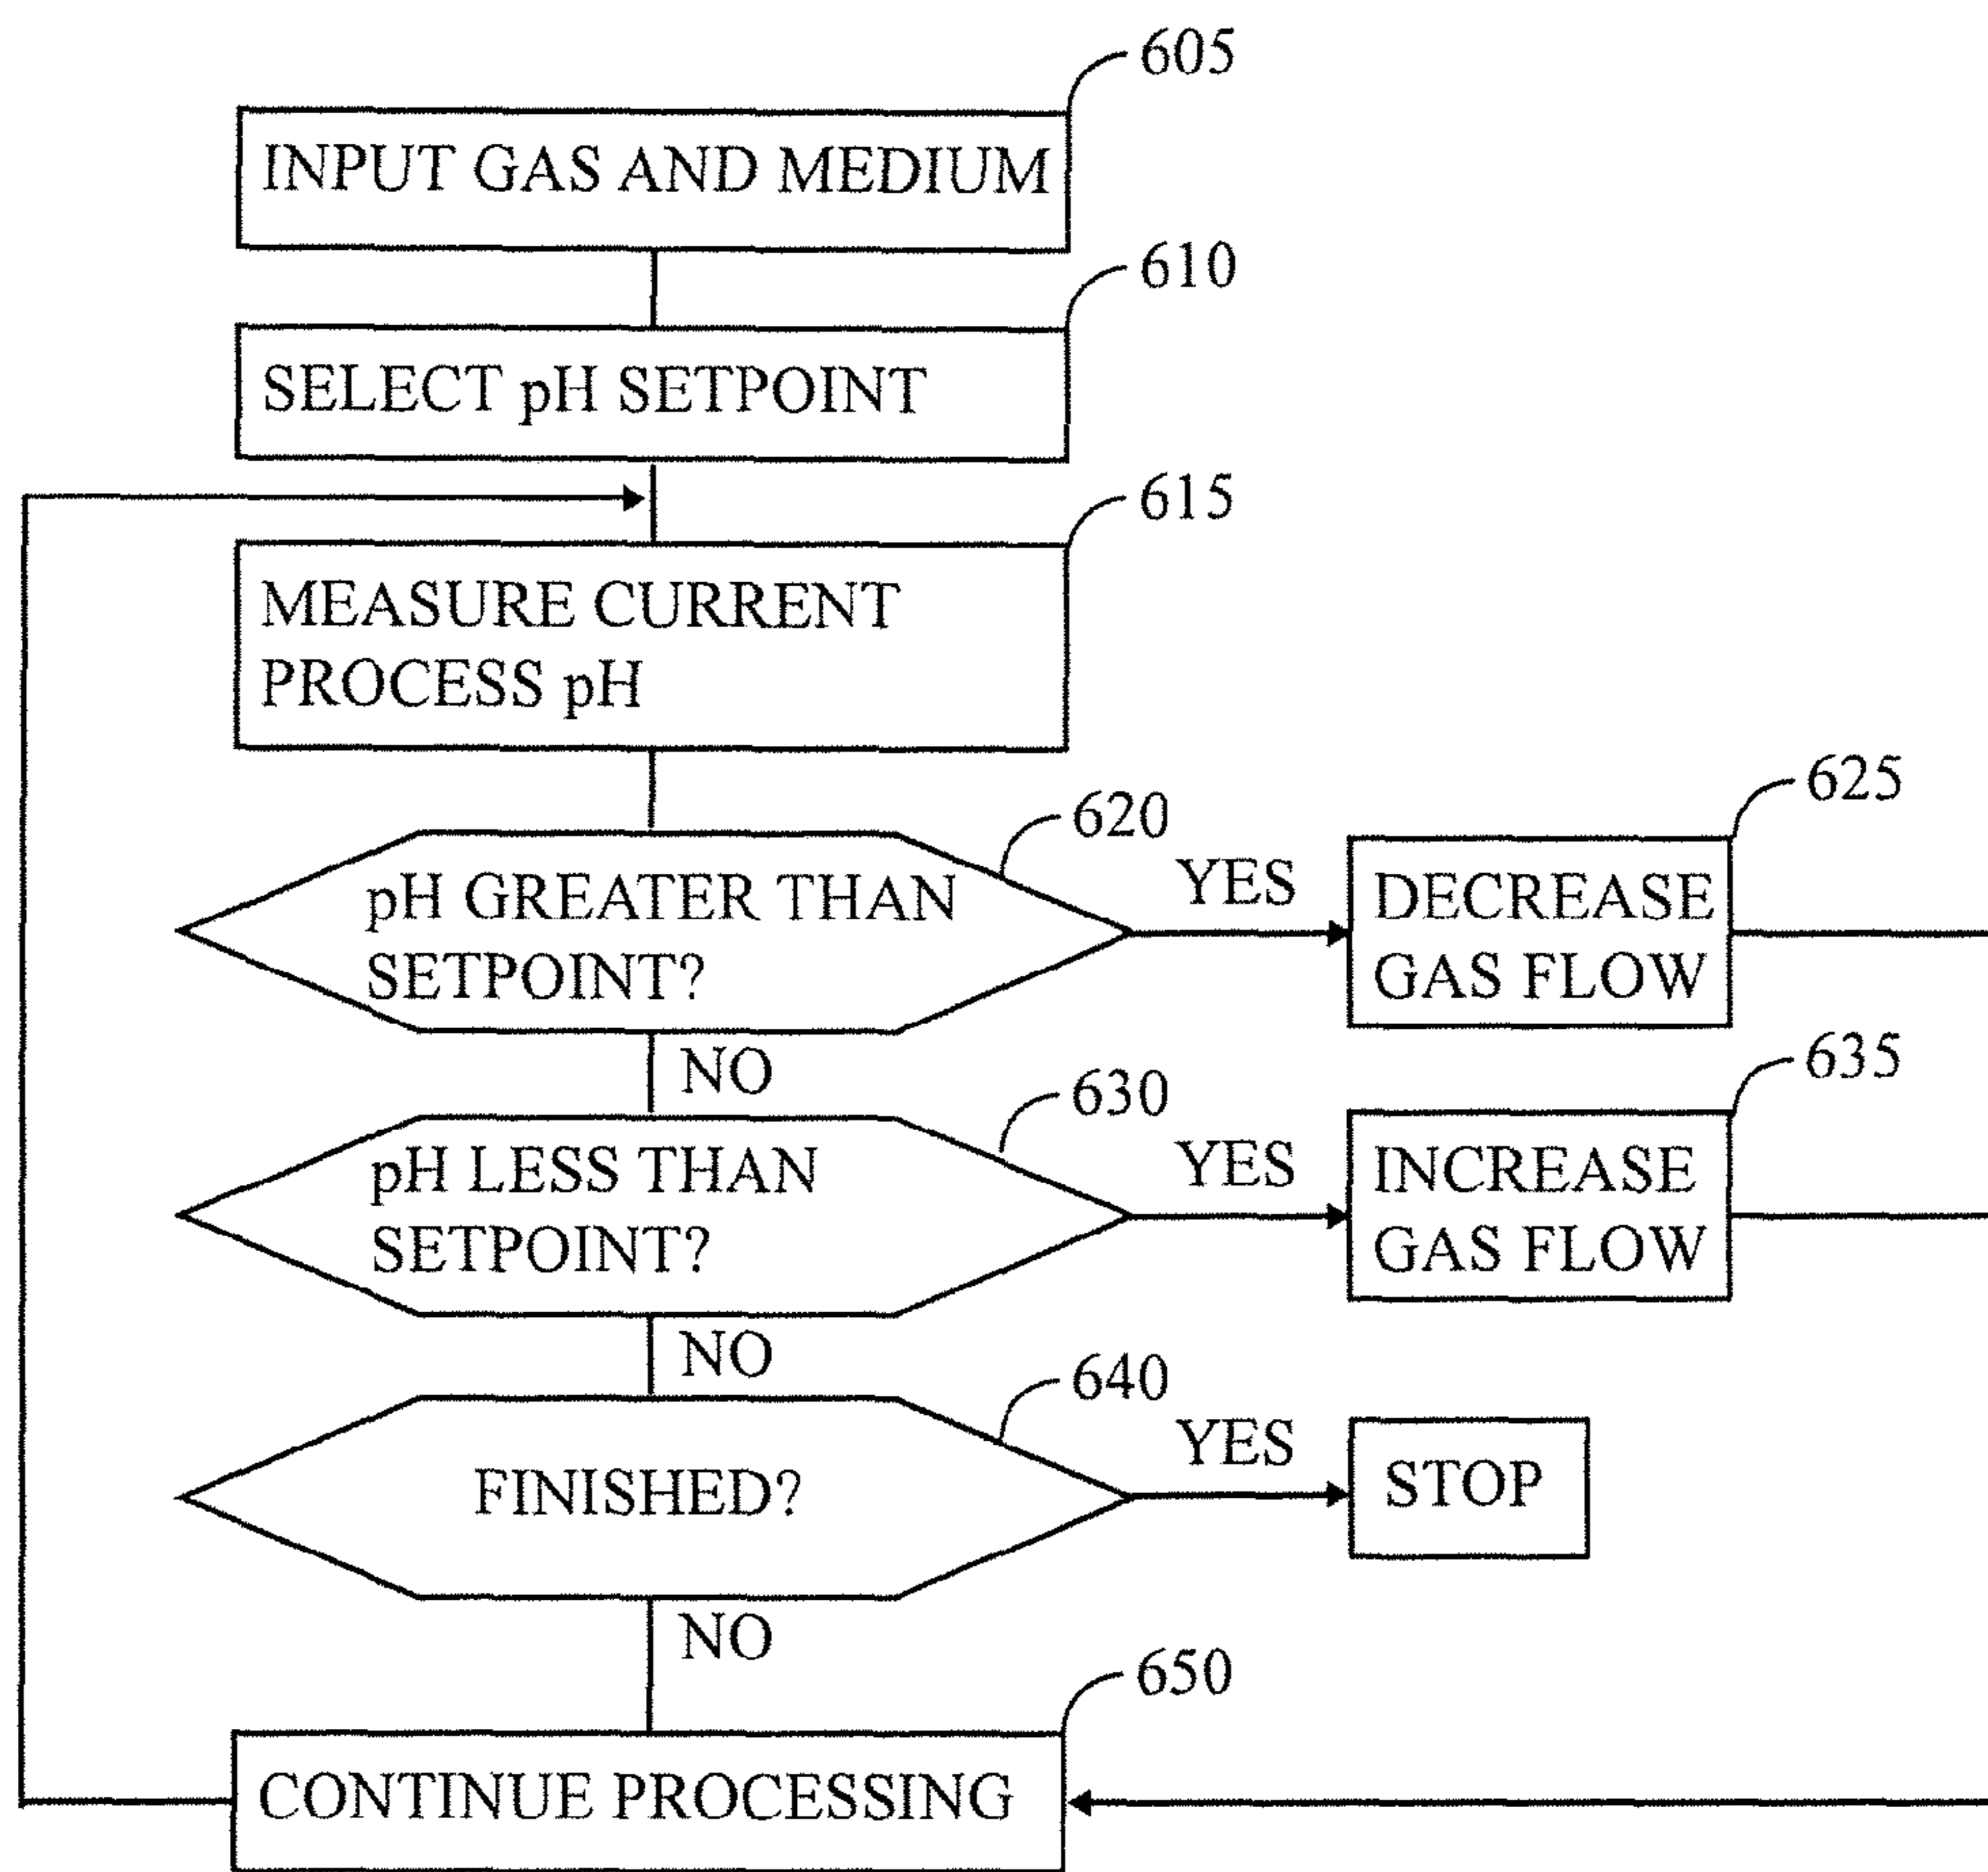 605
INPUT GAS AND MEDIUM
610
SELECT pH SETPOINT
615
MEASURE CURRENT
PROCESS pH
620
pH GREATER THAN
SETPOINT?
YES
625
DECREASE
GAS FLOW
NO
630
pH LESS THAN
SETPOINT?
YES
635
INCREASE
GAS FLOW
NO
640
FINISHED?
YES
STOP
NO
650
CONTINUE PROCESSING